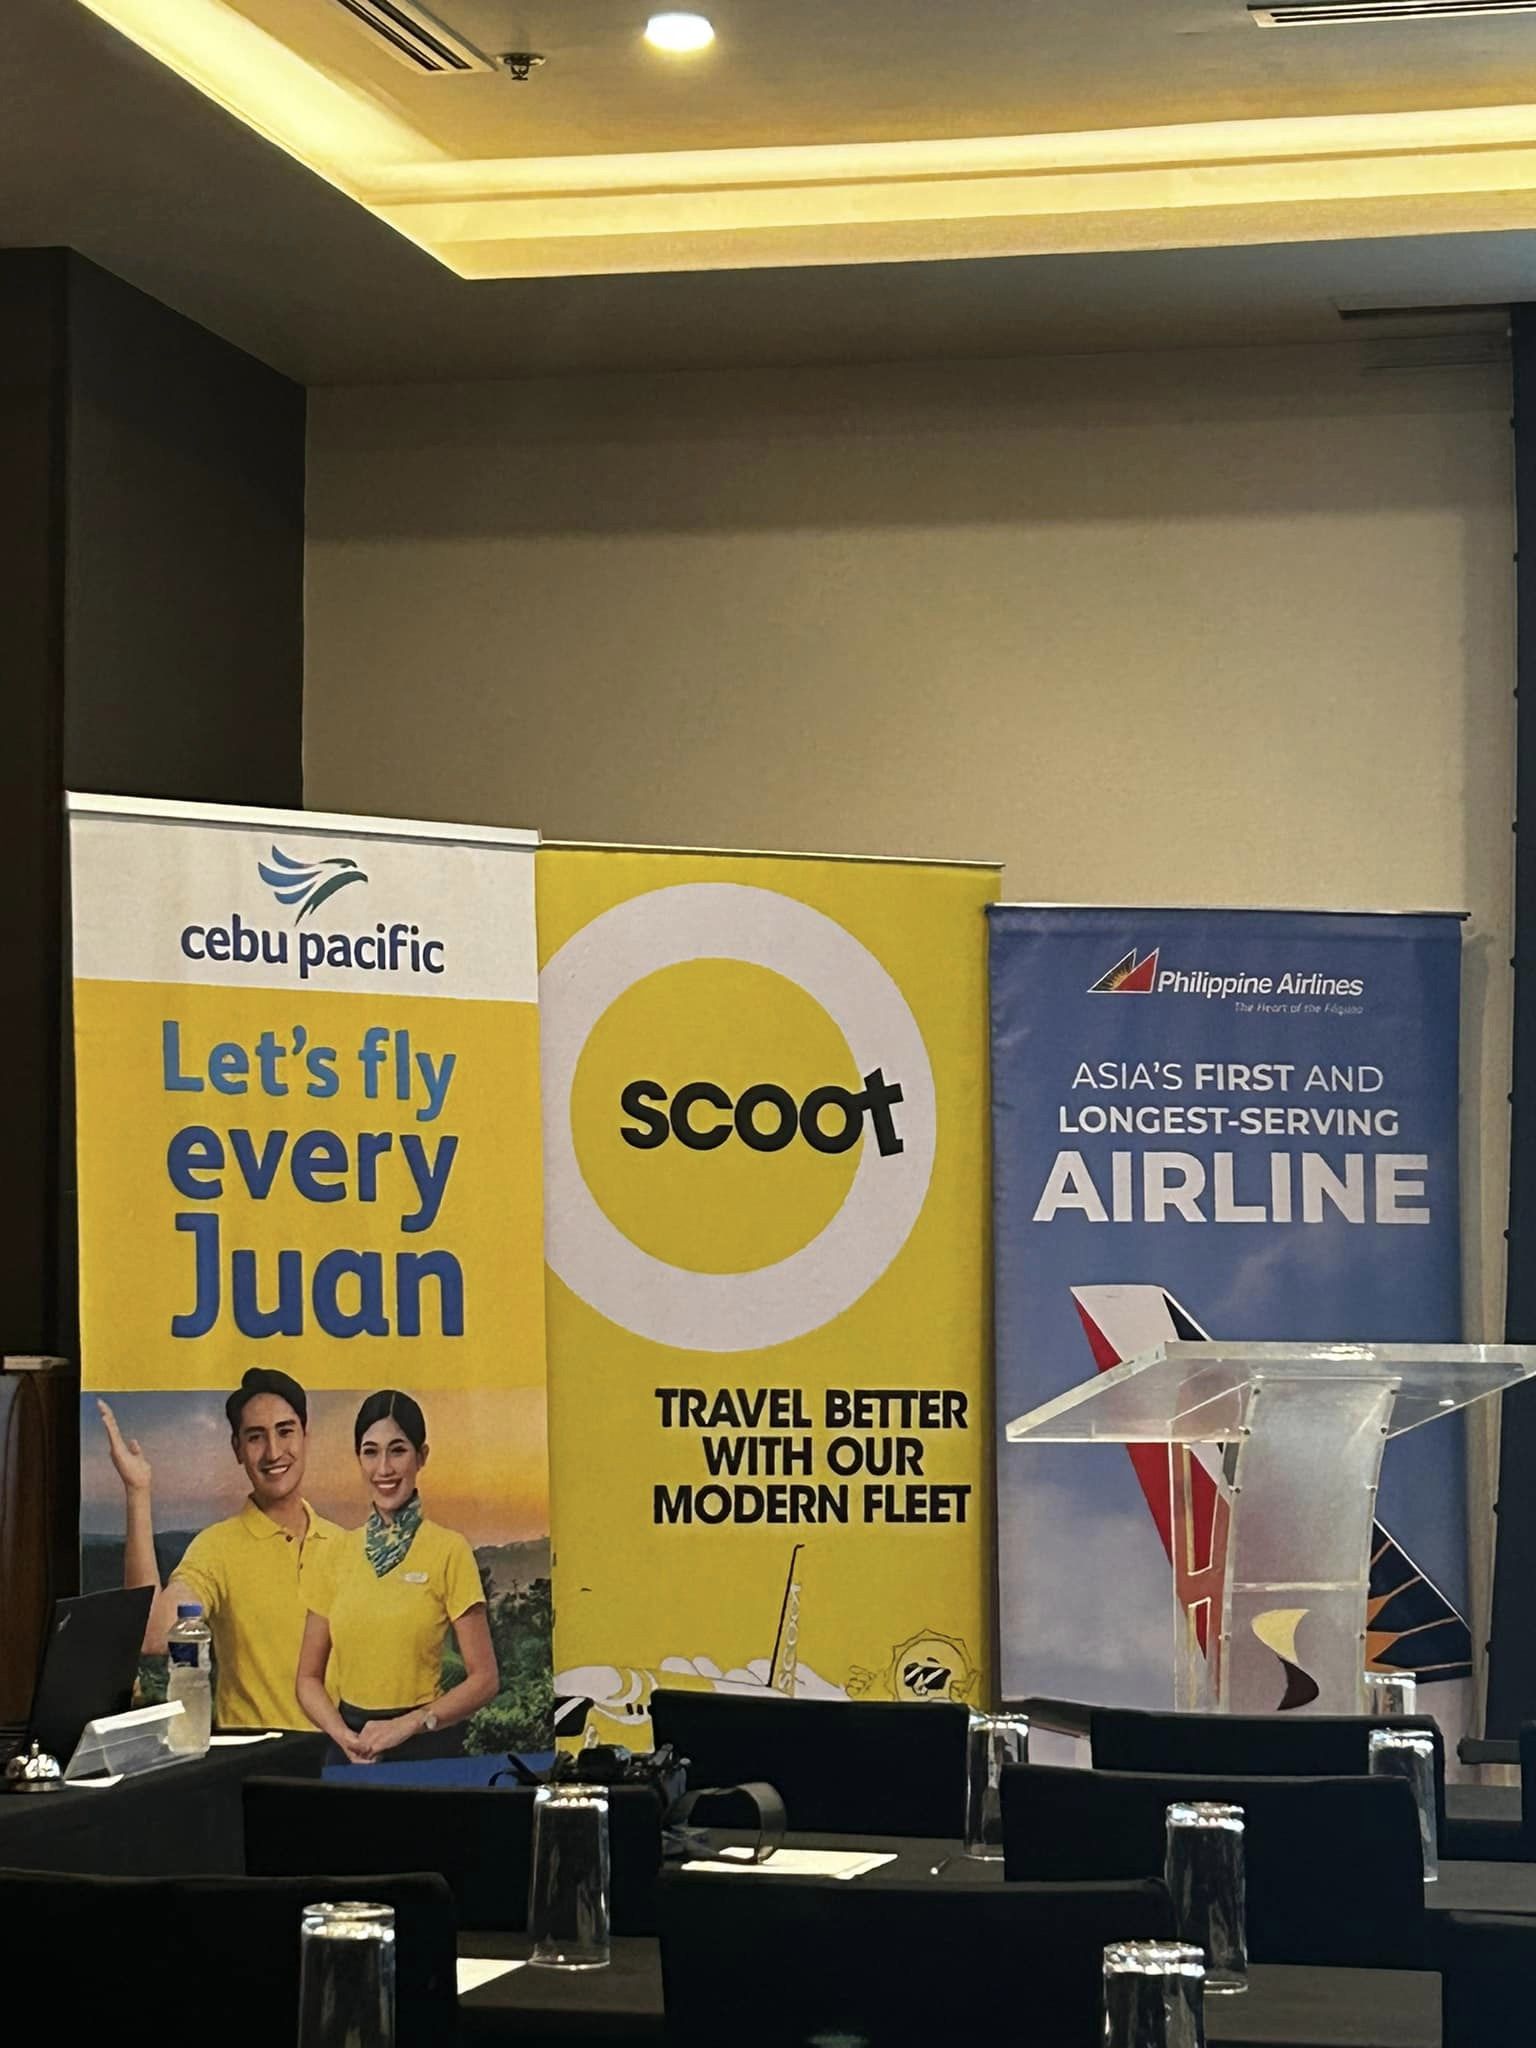 cebu pacific
Let's fly
every
Juan
scoot
TRAVEL BETTER
WITH OUR
MODERN FLEET
scoot
Philippine Airlines
The Heart of the Filipino
ASIA'S FIRST AND
LONGEST-SERVING
AIRLINE